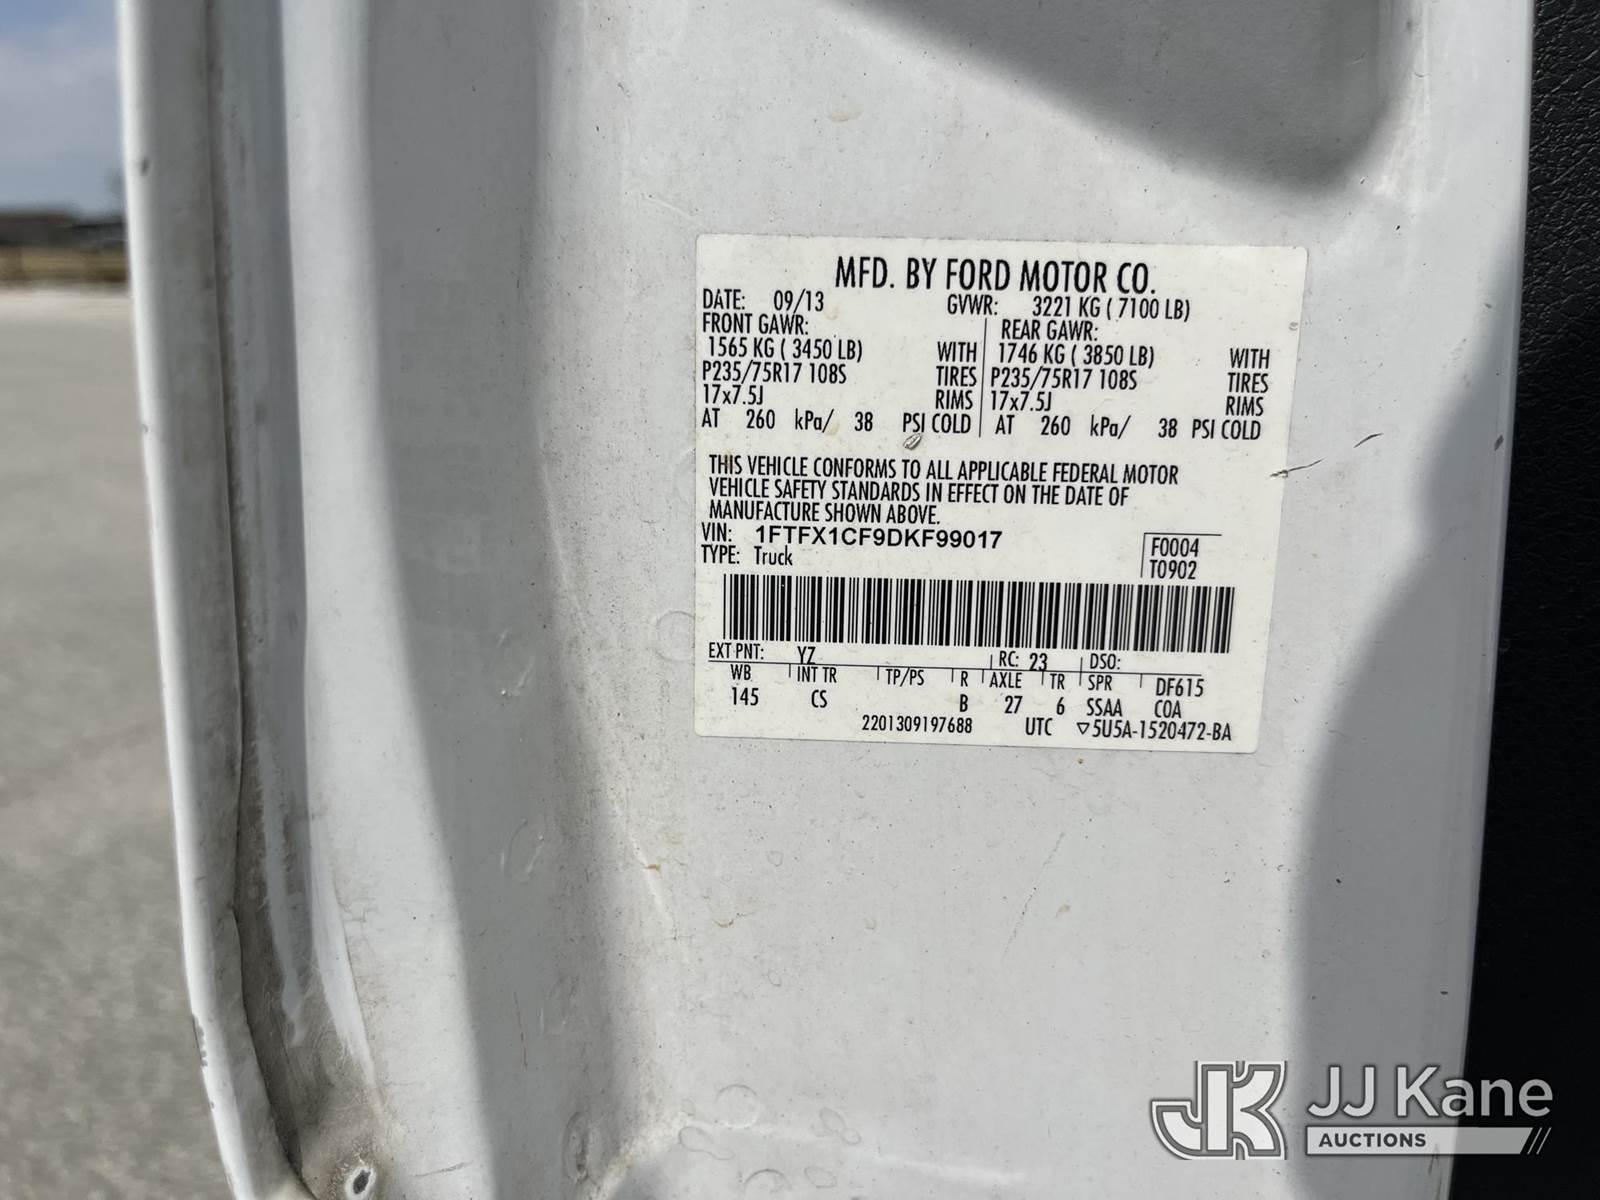 MFD. BY FORD MOTOR CO.
DATE: 09/13 GVWR: 3221 KG ( 7100 LB)
FRONT GAWR: REAR GAWR:
1565 KG ( 3450 LB) WITH 1746 KG ( 3850 LB) WITH
P235/75R17 108S TIRES P235/75R17 108S TIRES
17x7.5J RIMS 17x7.5J RIMS
AT 260 kPa/ 38 PSI COLD AT 260 kPa/ 38 PSI COLD
THIS VEHICLE CONFORMS TO ALL APPLICABLE FEDERAL MOTOR
VEHICLE SAFETY STANDARDS IN EFFECT ON THE DATE OF
MANUFACTURE SHOWN ABOVE.
VIN: 1FTFX1CF9DKF99017 F0004
TYPE: Truck T0902
EXT PNT: YZ RC: 23 DSO:
WB INT TR TP/PS R AXLE TR SPR DF615
145 CS B 27 6 SSAA COA
2201309197688 UTC ▽5U5A-1520472-BA
JK JJ Kane
AUCTIONS